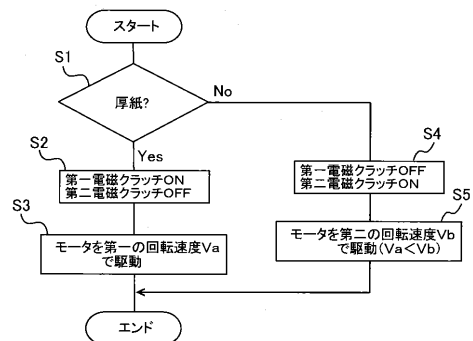 スタート
S1
厚紙?
No
Yes
S2
第一電磁クラッチON
第二電磁クラッチOFF
S3
モータを第一の回転速度Va
で駆動
S4
第一電磁クラッチOFF
第二電磁クラッチON
S5
モータを第二の回転速度Vb
で駆動(Va<Vb)
エンド